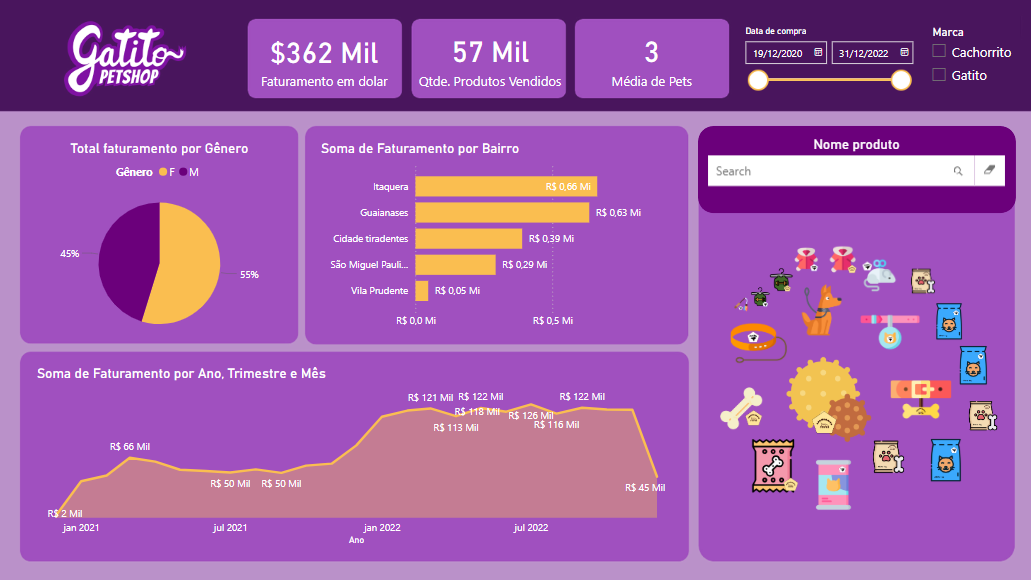 Gatito
PETSHOP
$362 Mil
Faturamento em dolar
57 Mil
Qtde. Produtos Vendidos
3
Média de Pets
Data de compra
19/12/2020
31/12/2022
Marca
Cachorrito
Gatito
Total faturamento por Gênero
Gênero F M
45%
55%
Soma de Faturamento por Bairro
Itaquera R$ 0,66 Mi
Guaianases R$ 0,63 Mi
Cidade tiradentes R$ 0,39 Mi
São Miguel Pauli... R$ 0,29 Mi
Vila Prudente R$ 0,05 Mi
R$ 0,0 Mi R$ 0,5 Mi
Nome produto
Search
Soma de Faturamento por Ano, Trimestre e Mês
R$ 121 Mil R$ 122 Mil R$ 122 Mil
R$ 118 Mil R$ 126 Mil
R$ 113 Mil R$ 116 Mil
R$ 66 Mil
R$ 50 Mil R$ 50 Mil R$ 45 Mil
R$ 2 Mil
jan 2021 jul 2021 jan 2022 jul 2022
Ano